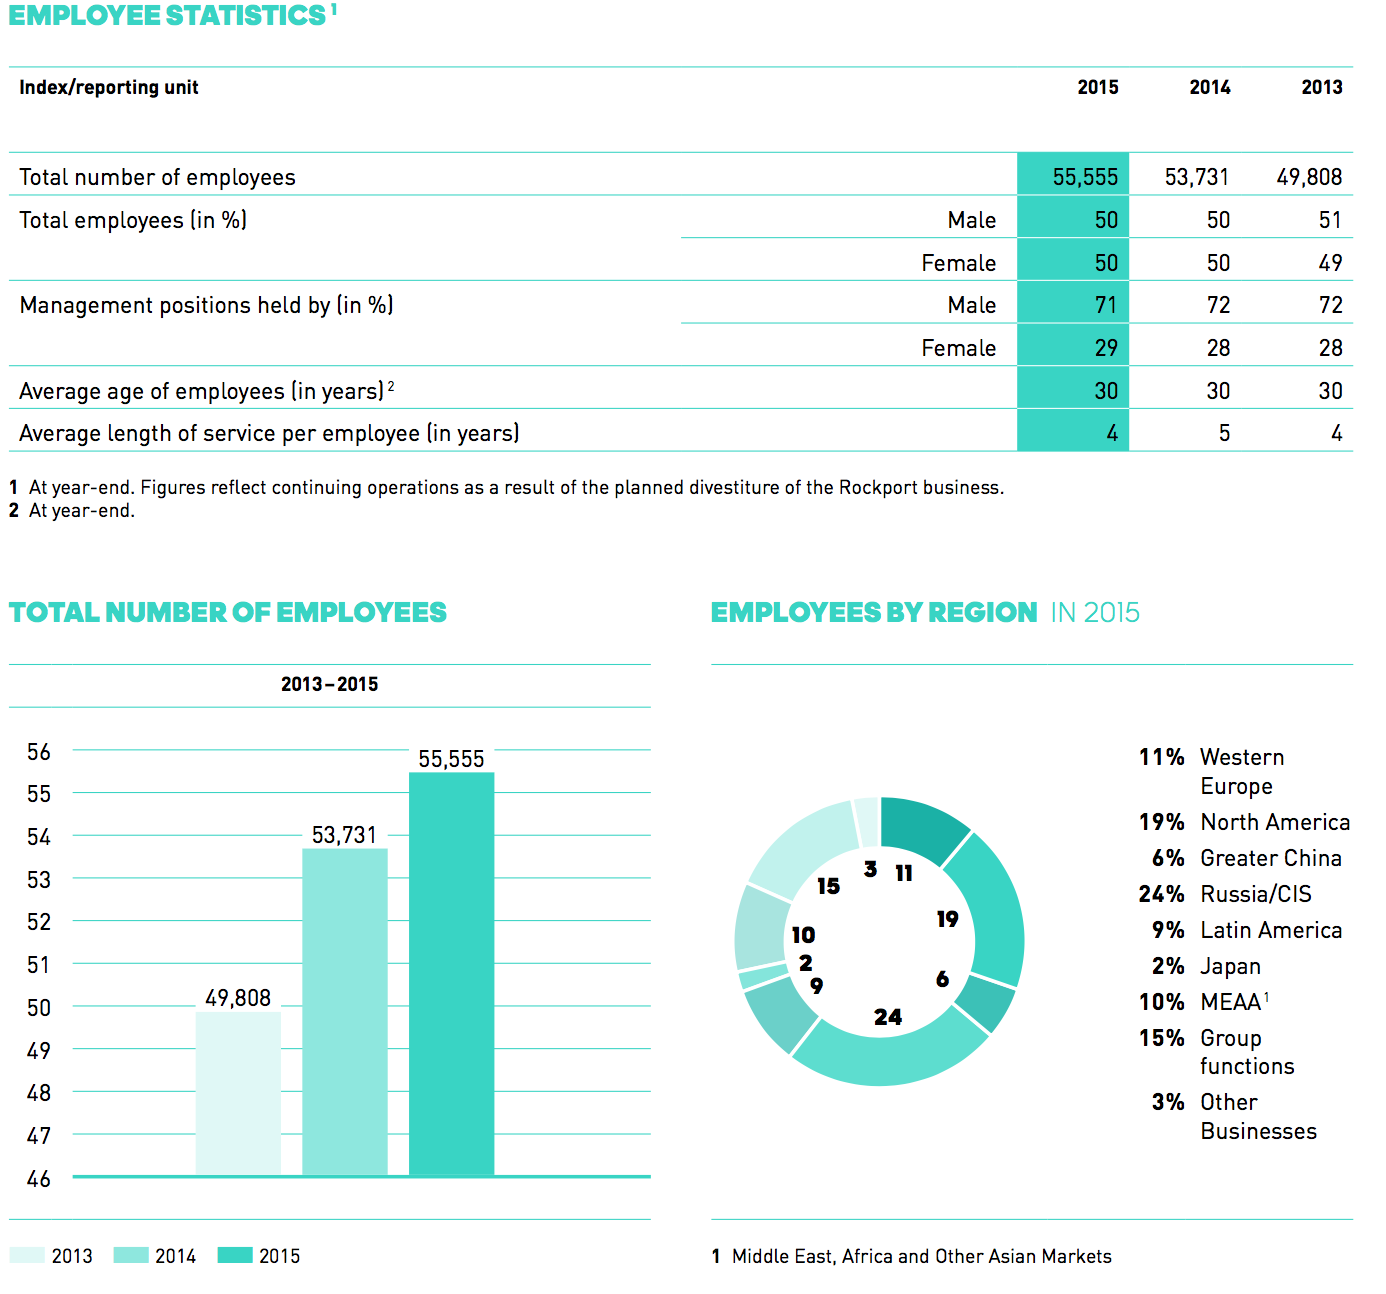 EMPLOYEE STATISTICS 1
Index/reporting unit 2015 2014 2013
Total number of employees 55,555 53,731 49,808
Total employees (in %) Male 50 50 51
Female 50 50 49
Management positions held by (in %) Male 71 72 72
Female 29 28 28
Average age of employees (in years) 2 30 30 30
Average length of service per employee (in years) 4 5 4
1 At year-end. Figures reflect continuing operations as a result of the planned divestiture of the Rockport business.
2 At year-end.
TOTAL NUMBER OF EMPLOYEES
2013–2015
56
55
54
53
52
51
50
49
48
47
46
49,808
53,731
55,555
2013 2014 2015
EMPLOYEES BY REGION IN 2015
11
19
6
24
9
2
10
15
3
11% Western
Europe
19% North America
6% Greater China
24% Russia/CIS
9% Latin America
2% Japan
10% MEAA 1
15% Group
functions
3% Other
Businesses
1 Middle East, Africa and Other Asian Markets